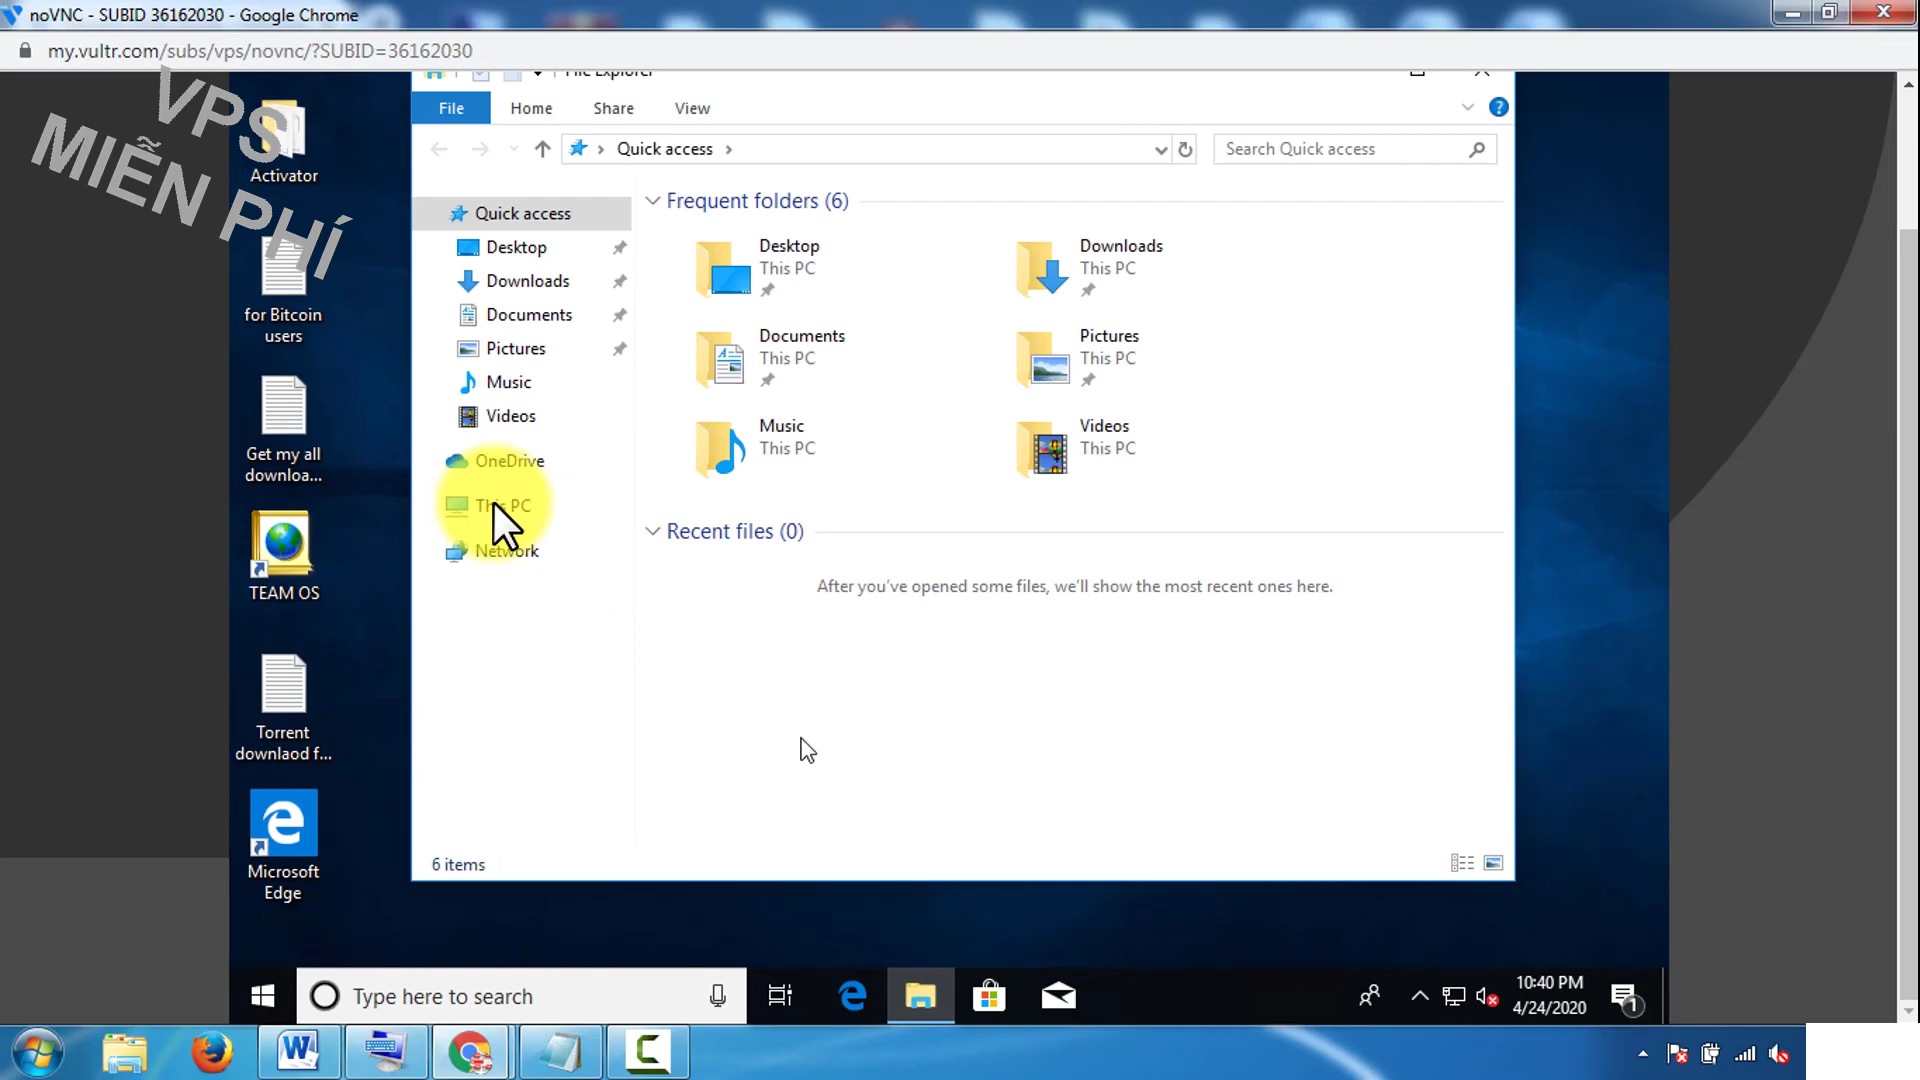 noVNC - SUBID 36162030 - Google Chrome
my.vultr.com/subs/vps/novnc/?SUBID=36162030
VPS
MIỄN PHÍ
File Explorer
File Home Share View
Quick access
Search Quick access
Activator
for Bitcoin
users
Get my all
downloa...
TEAM OS
Torrent
downlaod f...
Microsoft
Edge
Quick access
Desktop
Downloads
Documents
Pictures
Music
Videos
OneDrive
This PC
Network
Frequent folders (6)
Desktop
This PC
Downloads
This PC
Documents
This PC
Pictures
This PC
Music
This PC
Videos
This PC
Recent files (0)
After you've opened some files, we'll show the most recent ones here.
6 items
Type here to search
10:40 PM
4/24/2020
1